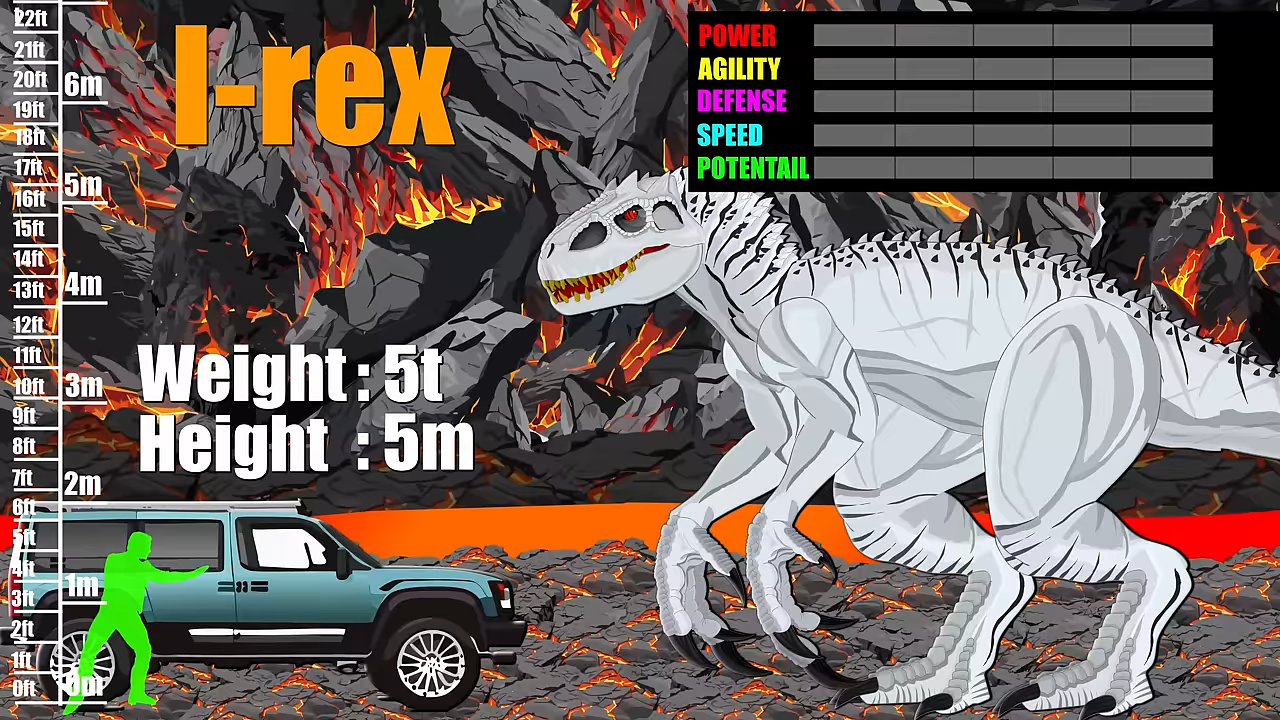 I-rex
POWER
AGILITY
DEFENSE
SPEED
POTENTAIL
Weight : 5t
Height : 5m
22ft
21ft
20ft
19ft
18ft
17ft
16ft
15ft
14ft
13ft
12ft
11ft
10ft
9ft
8ft
7ft
6ft
5ft
4ft
3ft
2ft
1ft
0ft
6m
5m
4m
3m
2m
1m
0m